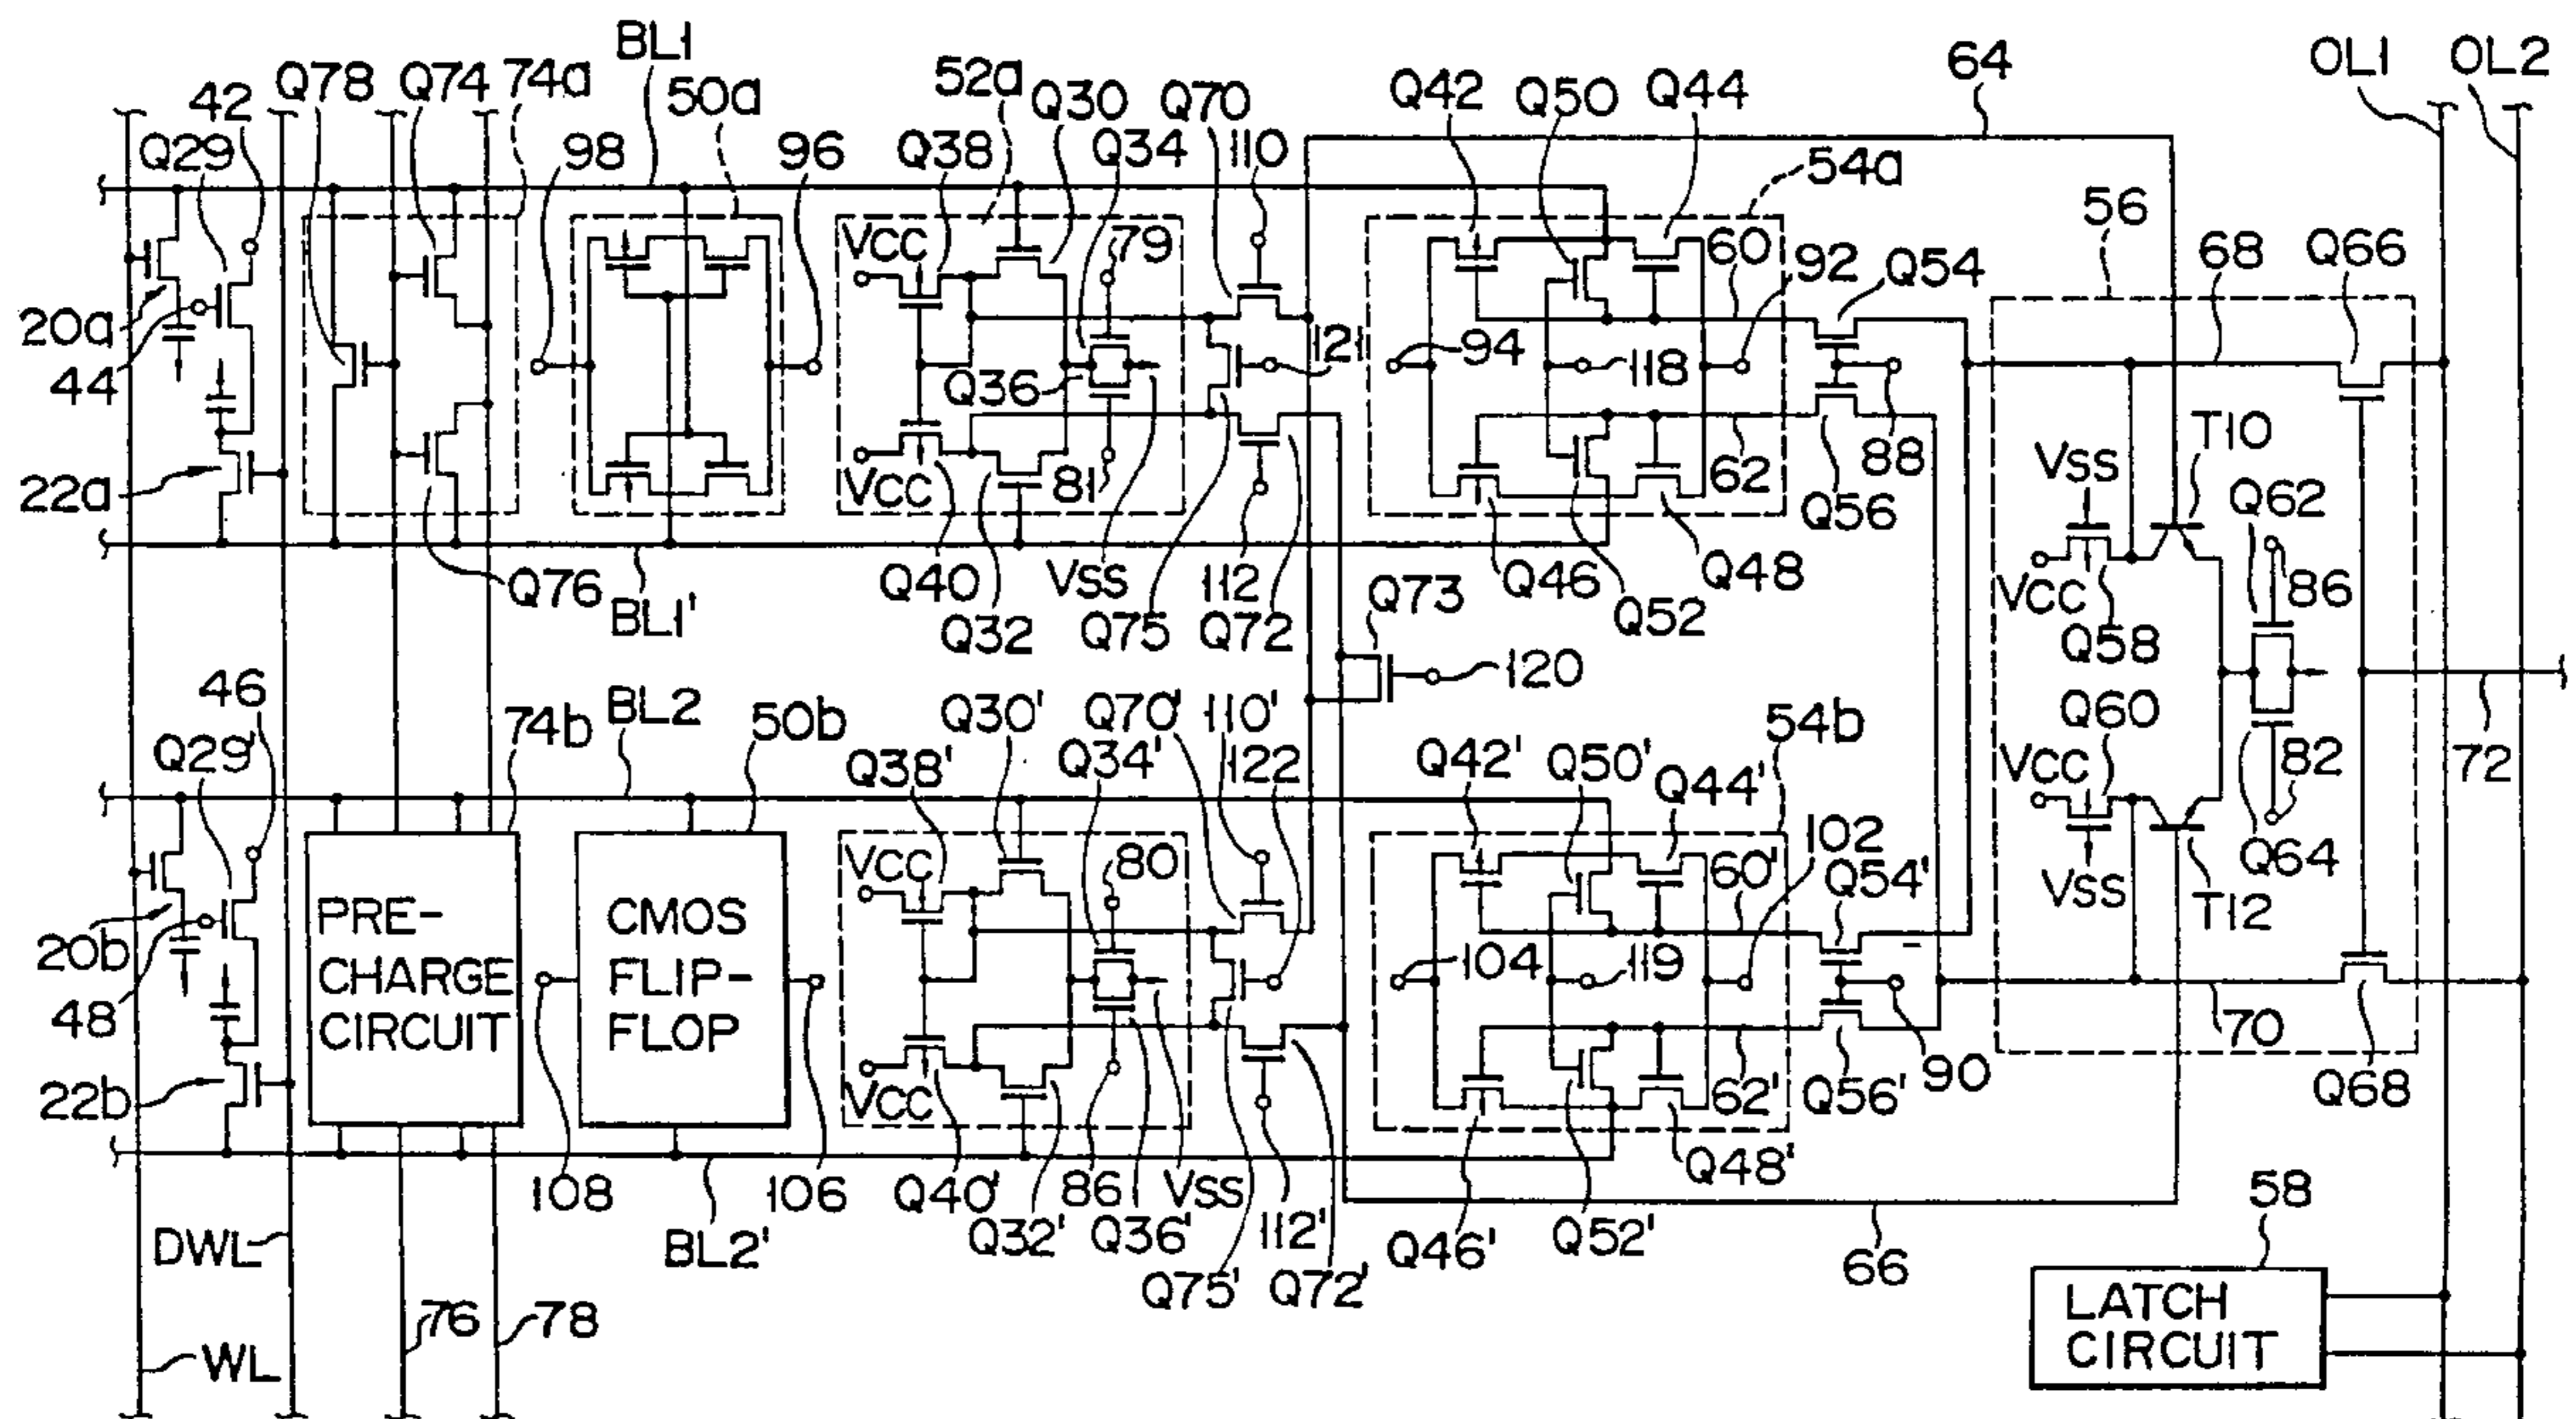 BL1
Q78
Q74
74a
50a
52a
Q30
Q70
Q42
Q50
Q44
64
OL1
OL2
42
Q29
98
96
Q38
Q34
110
54a
56
VCC
79
60
92
Q54
68
Q66
20a
44
Q36
121
94
118
22a
VCC
81
62
88
VSS
T10
Q76
BL1'
Q40
Q32
VSS
Q75
112
Q72
Q46
Q52
Q48
Q56
VCC
Q58
Q62
86
Q73
120
46
Q29'
74b
BL2
50b
Q38'
Q30'
Q34'
Q70'
110'
122
Q42'
Q50'
Q44'
54b
102
Q60
VCC
72
82
Q64
VCC
80
60'
Q54'
VSS
T12
20b
48
PRE-
CHARGE
CIRCUIT
CMOS
FLIP-
FLOP
104
119
22b
VCC
62'
Q56'
90
70
Q68
108
106
Q40'
Q32'
86
Q36'
VSS
Q75'
112'
Q72'
Q46'
Q52'
Q48'
66
58
DWL
BL2'
76
78
WL
LATCH
CIRCUIT